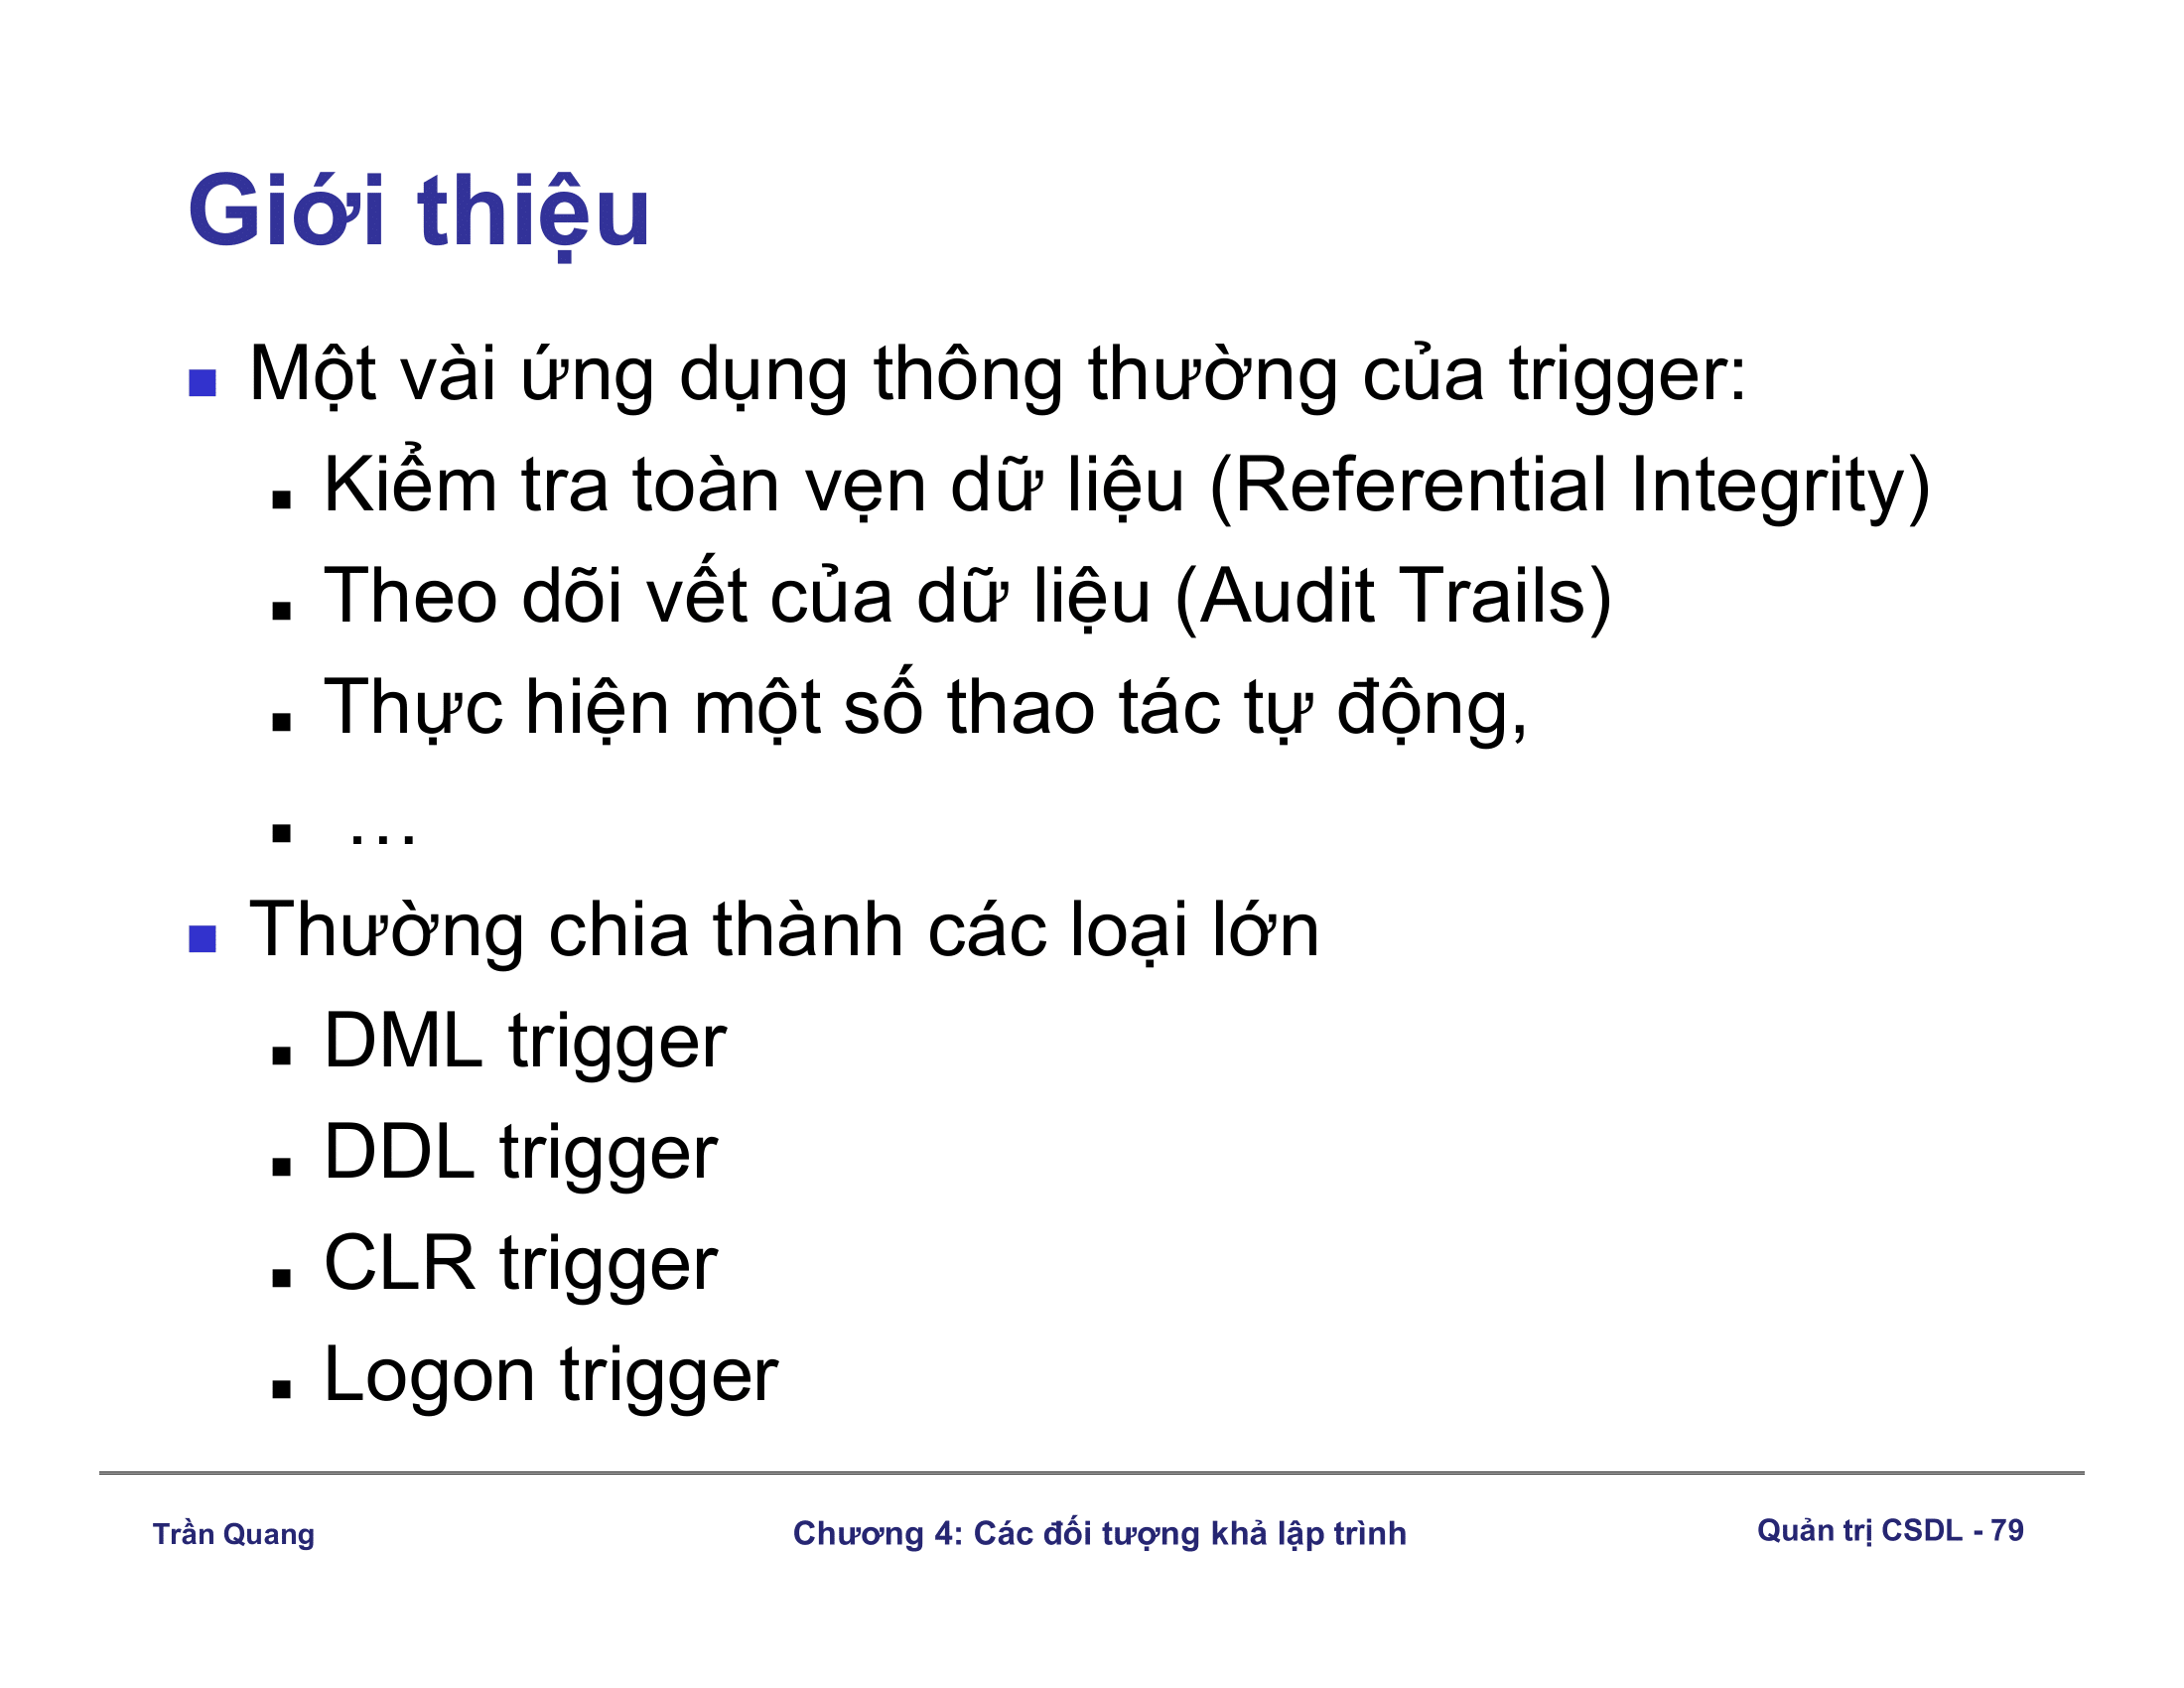 Giới thiệu
Một vài ứng dụng thông thường của trigger:
Kiểm tra toàn vẹn dữ liệu (Referential Integrity)
Theo dõi vết của dữ liệu (Audit Trails)
Thực hiện một số thao tác tự động,
…
Thường chia thành các loại lớn
DML trigger
DDL trigger
CLR trigger
Logon trigger
Trần Quang
Chương 4: Các đối tượng khả lập trình
Quản trị CSDL - 79